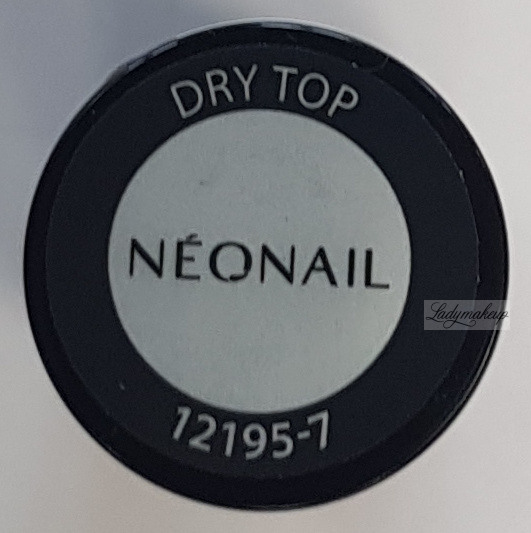 DRY TOP
NÉONAIL
Ladymakeup
12195-7